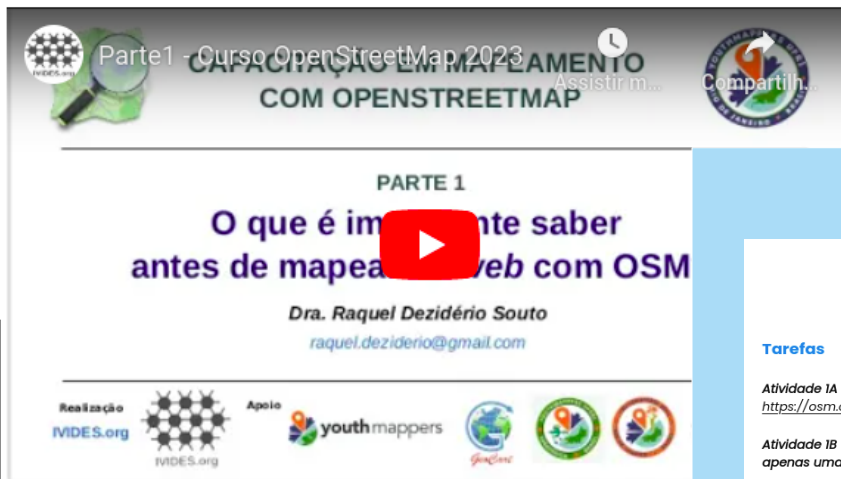 IVIDES.org
Parte1 - Curso OpenStreetMap 2023
CAPACITAÇÃO EM MAPEAMENTO
COM OPENSTREETMAP
Assistir m...
Compartilh...
PARTE 1
O que é im nte saber
antes de mapea web com OSM
Dra. Raquel Dezidério Souto
raquel.deziderio@gmail.com
Realização
IVIDES.org
IVIDES.org
Apoio
youthmappers
GeoCart
Tarefas
Atividade 1A
https://osm.
Atividade 1B
apenas uma